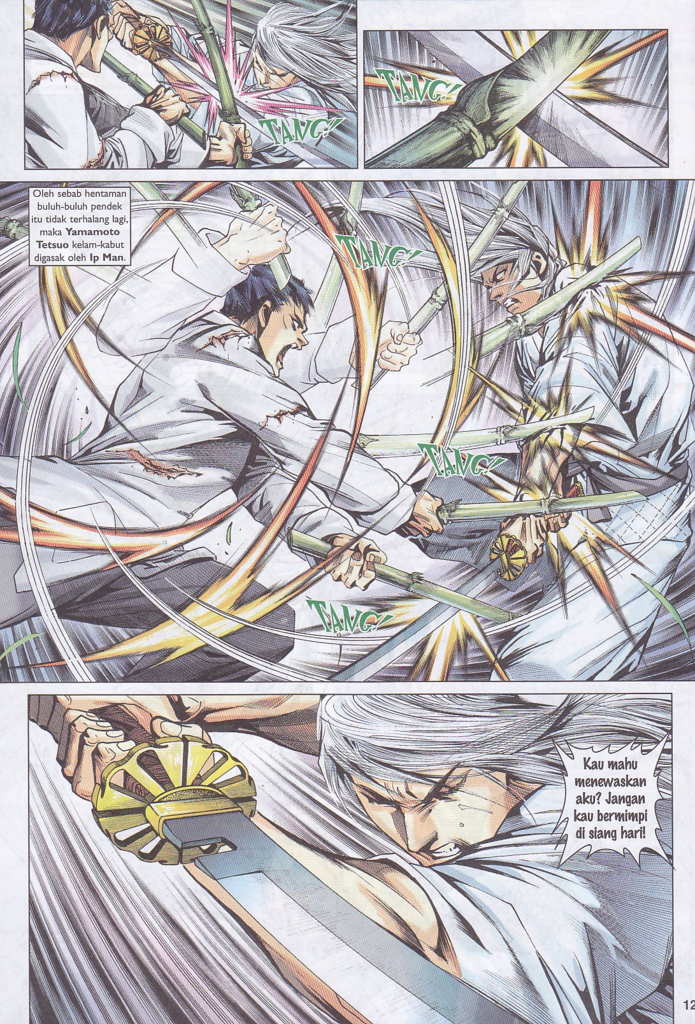 TANG!
TANG!
Oleh sebab hentaman
buluh-buluh pendek
itu tidak terhalang lagi,
maka Yamamoto
Tetsuo kelam-kabut
digasak oleh Ip Man.
TANG!
TANG!
TANG!
Kau mahu
menewaskan
aku? Jangan
kau bermimpi
di siang hari!
12